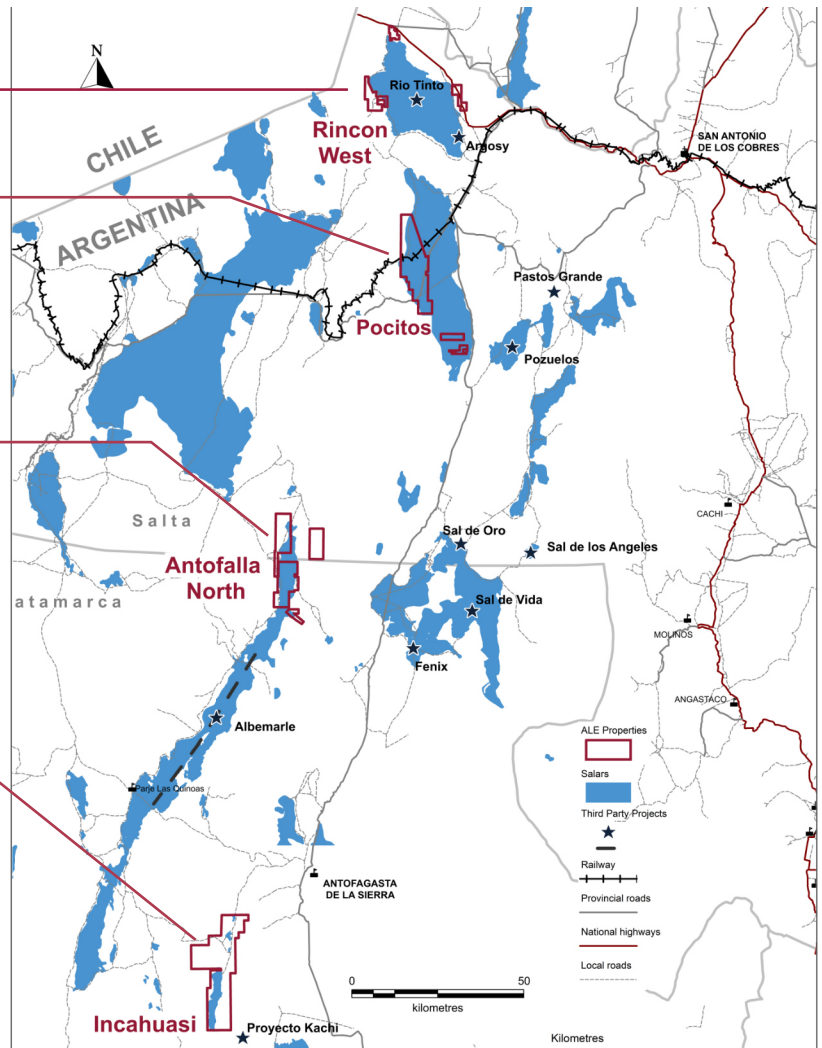 N
Rio Tinto
CHILE
Rincon
West
Argosy
SAN ANTONIO
DE LOS COBRES
ARGENTINA
Pastos Grande
Pocitos
Pozuelos
Salta
CACHI
Sal de Oro
Sal de los Angeles
Antofalla
North
atamarca
Sal de Vida
MOLINOS
Fenix
ANGASTACO
Albemarle
ALE Properties
Salars
Parje Las Quinoas
Third Party Projects
Railway
ANTOFAGASTA
DE LA SIERRA
Provincial roads
National highways
Local roads
0 50
kilometres
Incahuasi
Proyecto Kachi
Kilometres